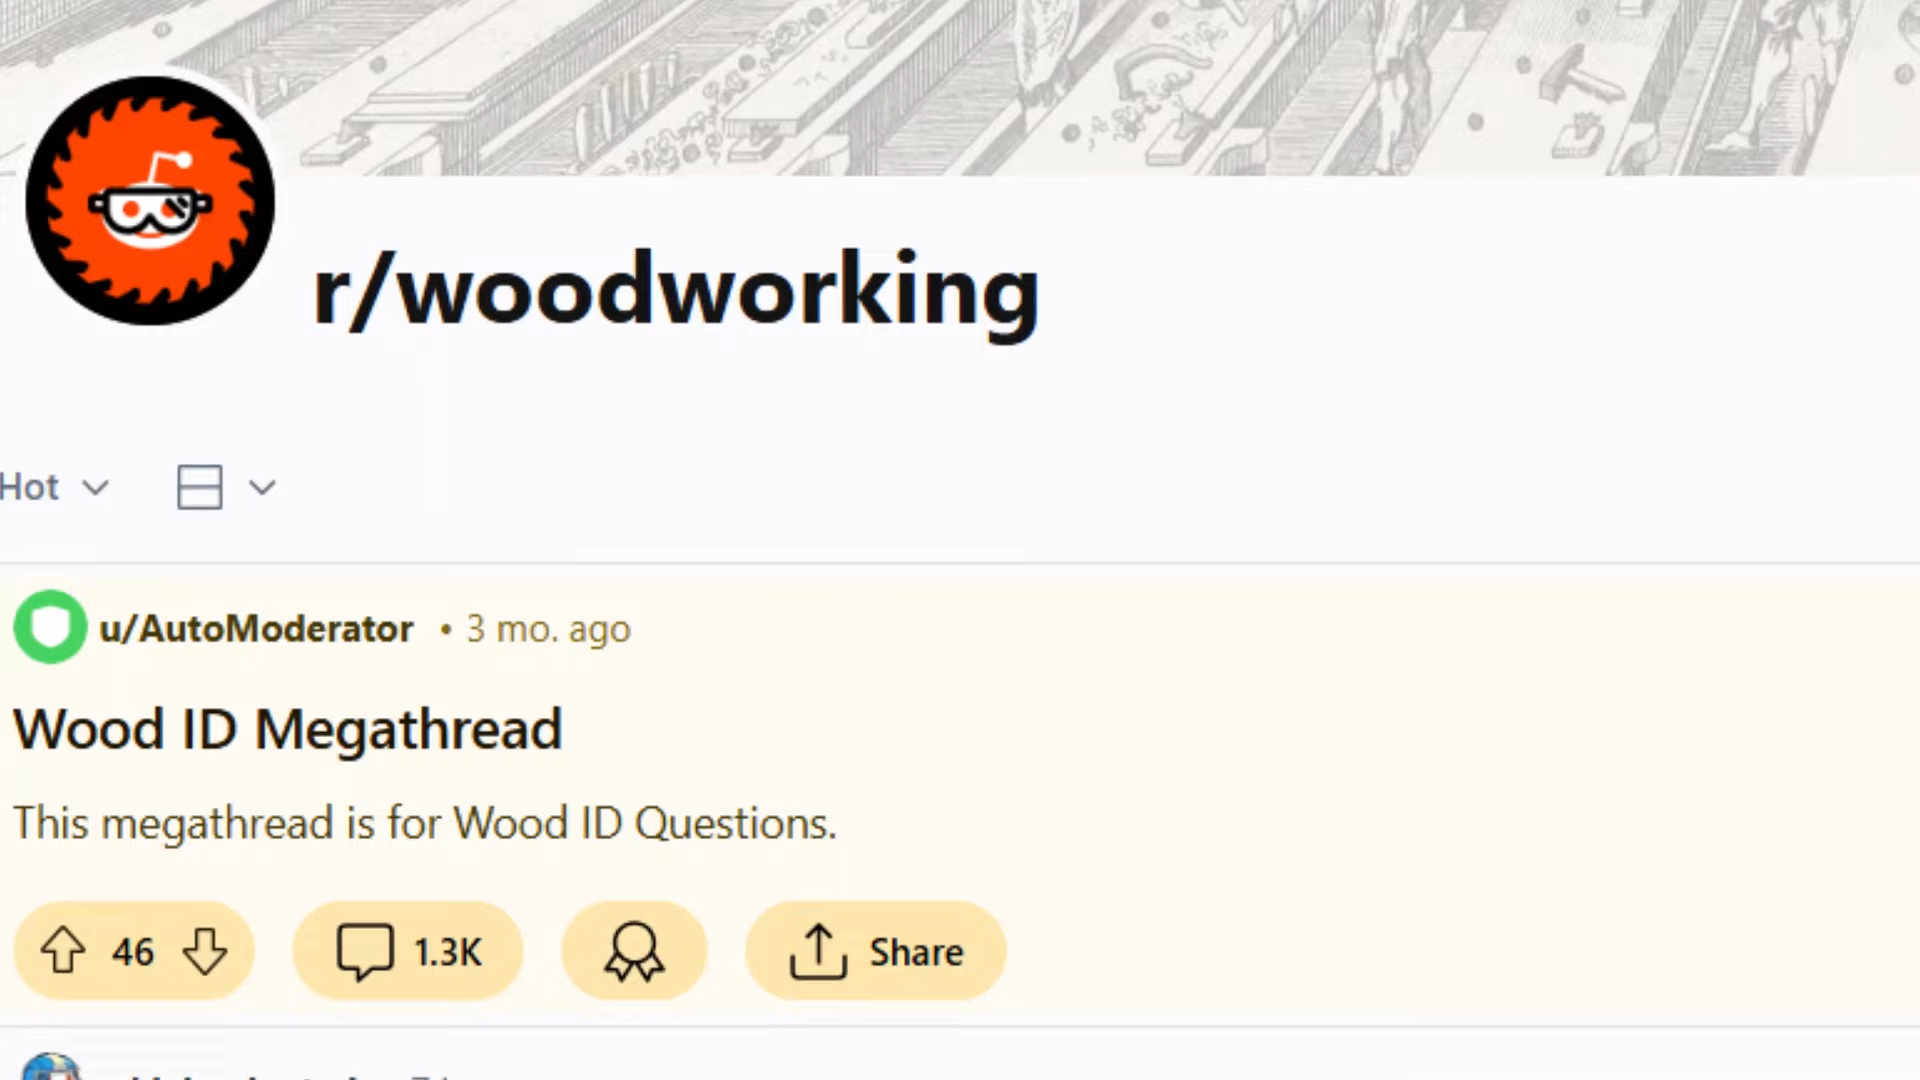 r/woodworking
Hot
u/AutoModerator • 3 mo. ago
Wood ID Megathread
This megathread is for Wood ID Questions.
46 1.3K Share